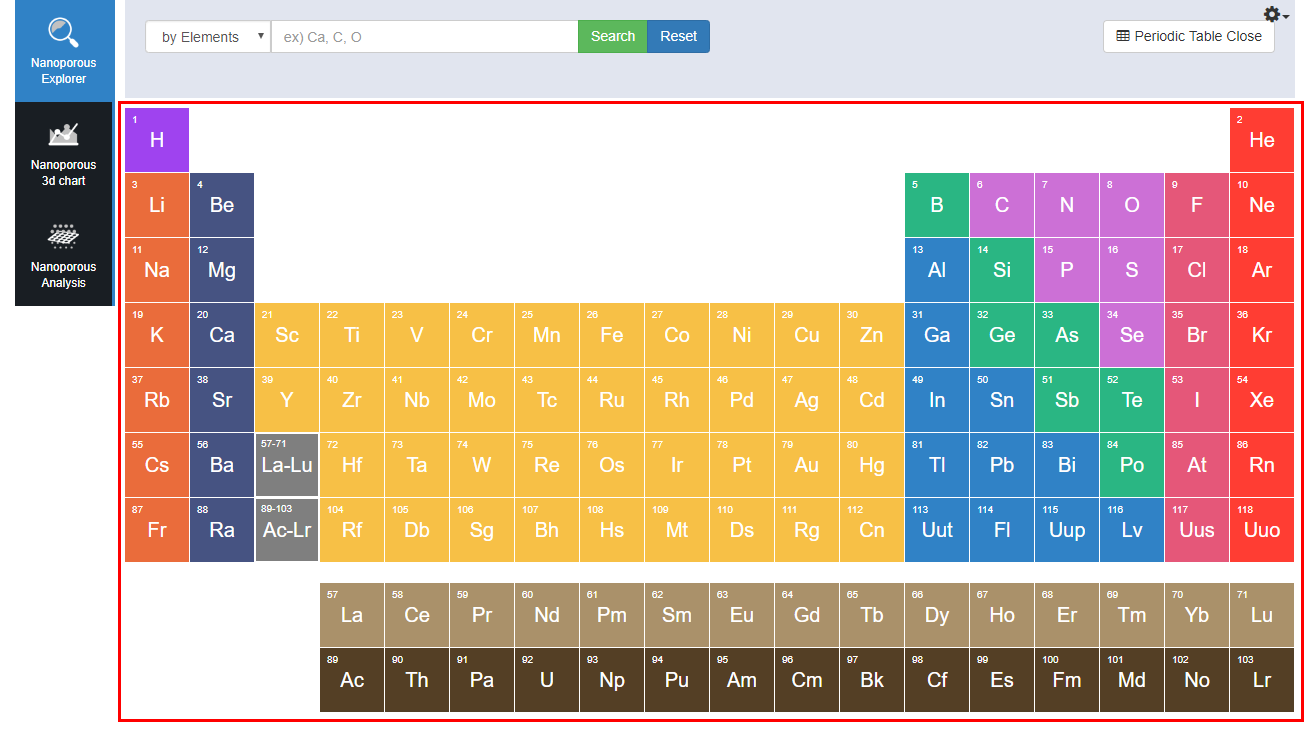 Nanoporous
Explorer
Nanoporous
3d chart
Nanoporous
Analysis
by Elements ex) Ca, C, O Search Reset Periodic Table Close
1 2
H He
3 4 5 6 7 8 9 10
Li Be B C N O F Ne
11 12 13 14 15 16 17 18
Na Mg Al Si P S Cl Ar
19 20 21 22 23 24 25 26 27 28 29 30 31 32 33 34 35 36
K Ca Sc Ti V Cr Mn Fe Co Ni Cu Zn Ga Ge As Se Br Kr
37 38 39 40 41 42 43 44 45 46 47 48 49 50 51 52 53 54
Rb Sr Y Zr Nb Mo Tc Ru Rh Pd Ag Cd In Sn Sb Te I Xe
55 56 57-71 72 73 74 75 76 77 78 79 80 81 82 83 84 85 86
Cs Ba La-Lu Hf Ta W Re Os Ir Pt Au Hg Tl Pb Bi Po At Rn
87 88 89-103 104 105 106 107 108 109 110 111 112 113 114 115 116 117 118
Fr Ra Ac-Lr Rf Db Sg Bh Hs Mt Ds Rg Cn Uut Fl Uup Lv Uus Uuo
57 58 59 60 61 62 63 64 65 66 67 68 69 70 71
La Ce Pr Nd Pm Sm Eu Gd Tb Dy Ho Er Tm Yb Lu
89 90 91 92 93 94 95 96 97 98 99 100 101 102 103
Ac Th Pa U Np Pu Am Cm Bk Cf Es Fm Md No Lr